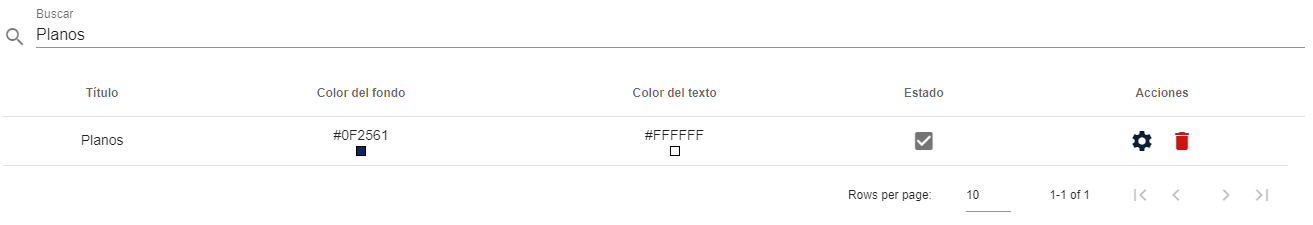 Buscar
Planos
Título Color del fondo Color del texto Estado Acciones
Planos #0F2561 #FFFFFF
Rows per page: 10 1-1 of 1